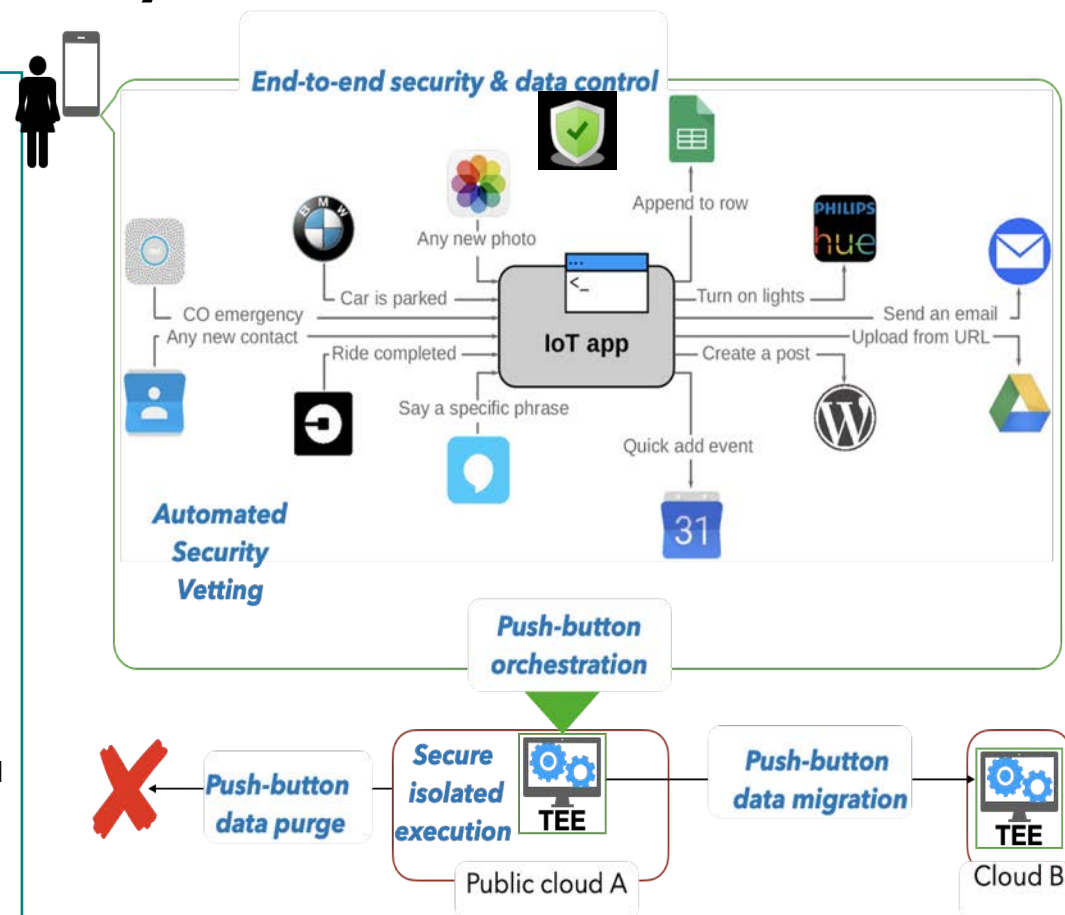 End-to-end security & data control
Append to row
BMW
PHILIPS
hue
Any new photo
<_
Car is parked
Turn on lights
CO emergency
Send an email
Any new contact
IoT app
Upload from URL
Ride completed
Create a post
Say a specific phrase
Quick add event
31
Automated
Security
Vetting
Push-button
orchestration
Push-button
data purge
Secure
isolated
execution
TEE
Push-button
data migration
TEE
Public cloud A
Cloud B